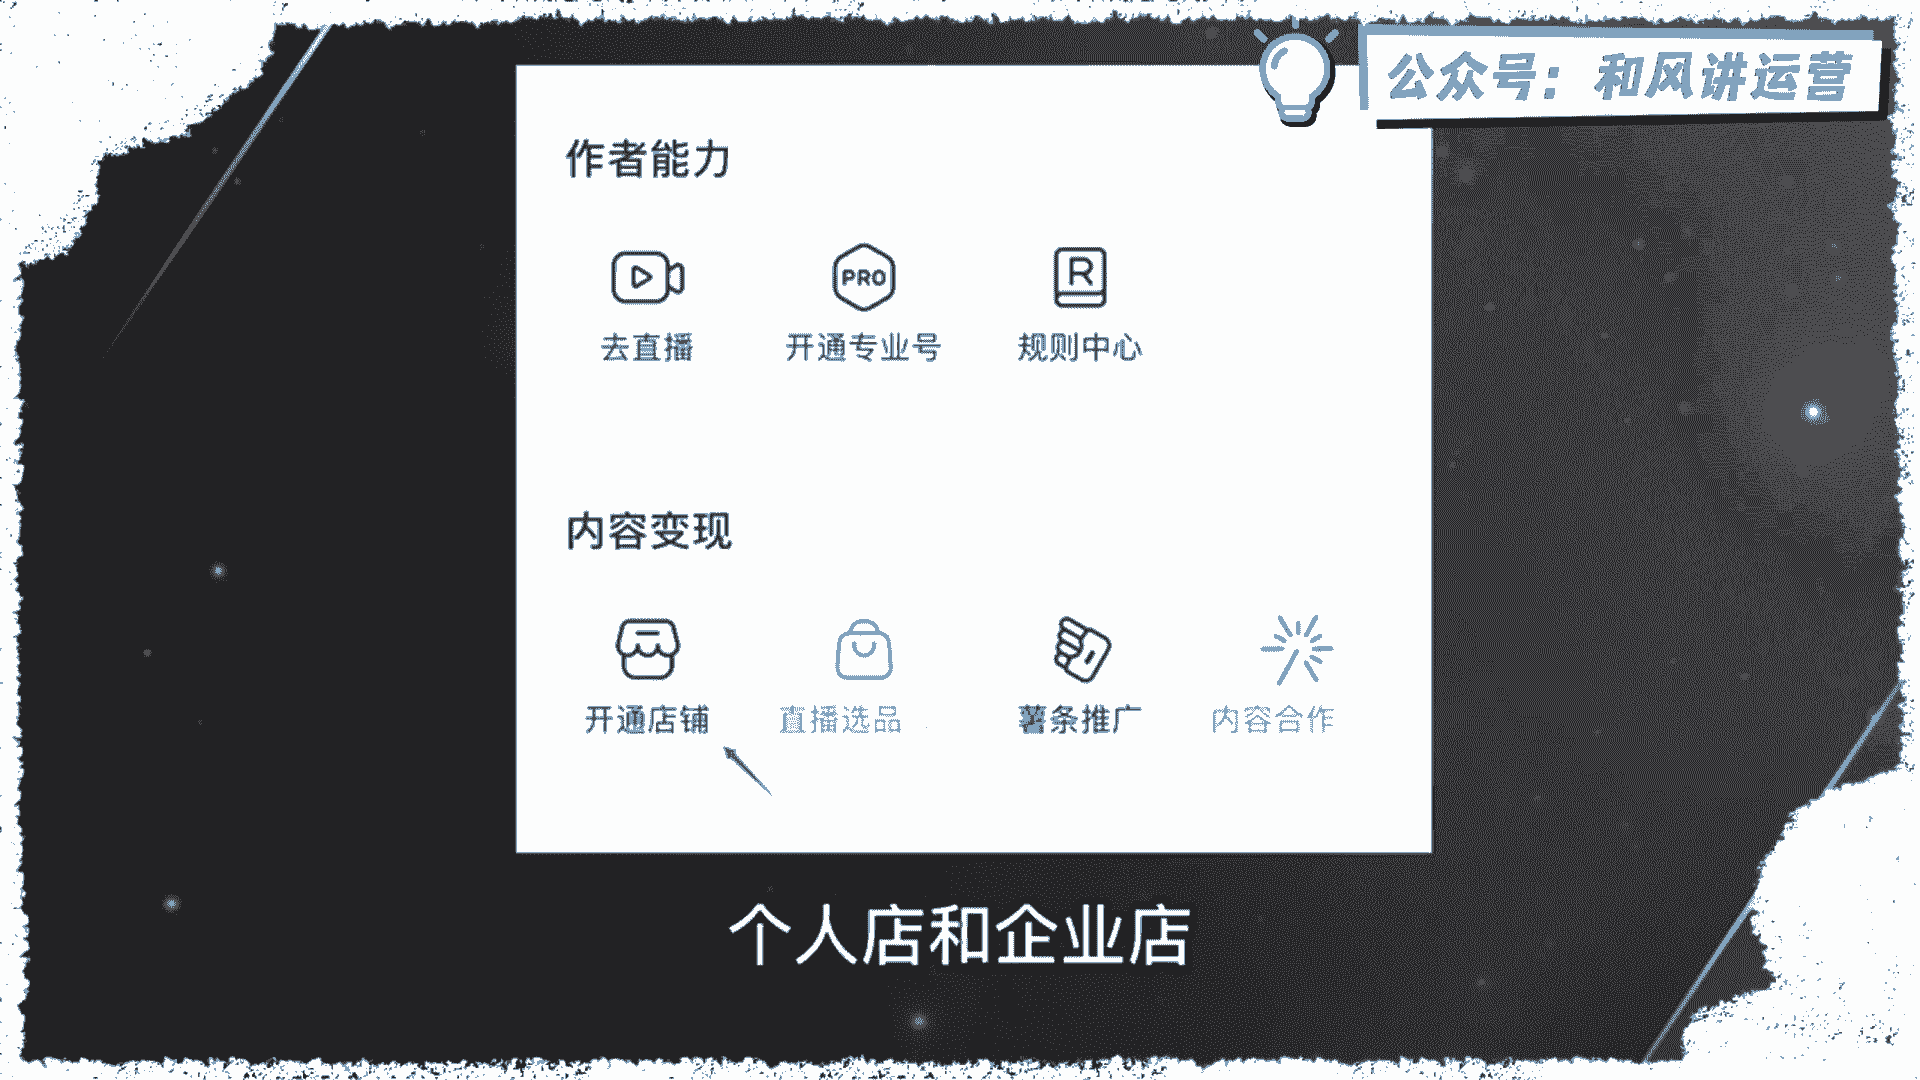 公众号：和风讲运营
作者能力
PRO
R
去直播 开通专业号 规则中心
内容变现
开通店铺 直播选品 薯条推广 内容合作
个人店和企业店